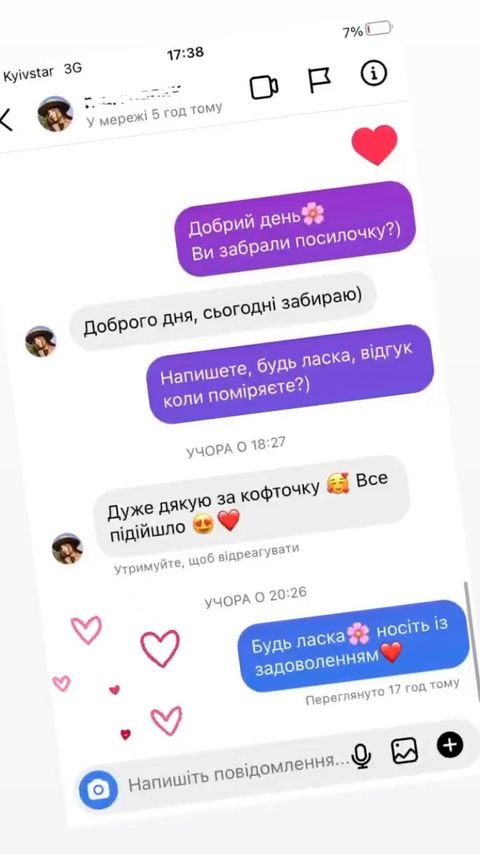 Kyivstar 3G 17:38 7%
У мережі 5 год тому
Добрий день🌸
Ви забрали посилочку?)
Доброго дня, сьогодні забираю)
Напишете, будь ласка, відгук
коли поміряєте?)
УЧОРА О 18:27
Дуже дякую за кофточку 🥰 Все
підійшло 😍❤️
Утримуйте, щоб відреагувати
УЧОРА О 20:26
Будь ласка🌸 носіть із
задоволенням❤️
Переглянуто 17 год тому
Напишіть повідомлення...